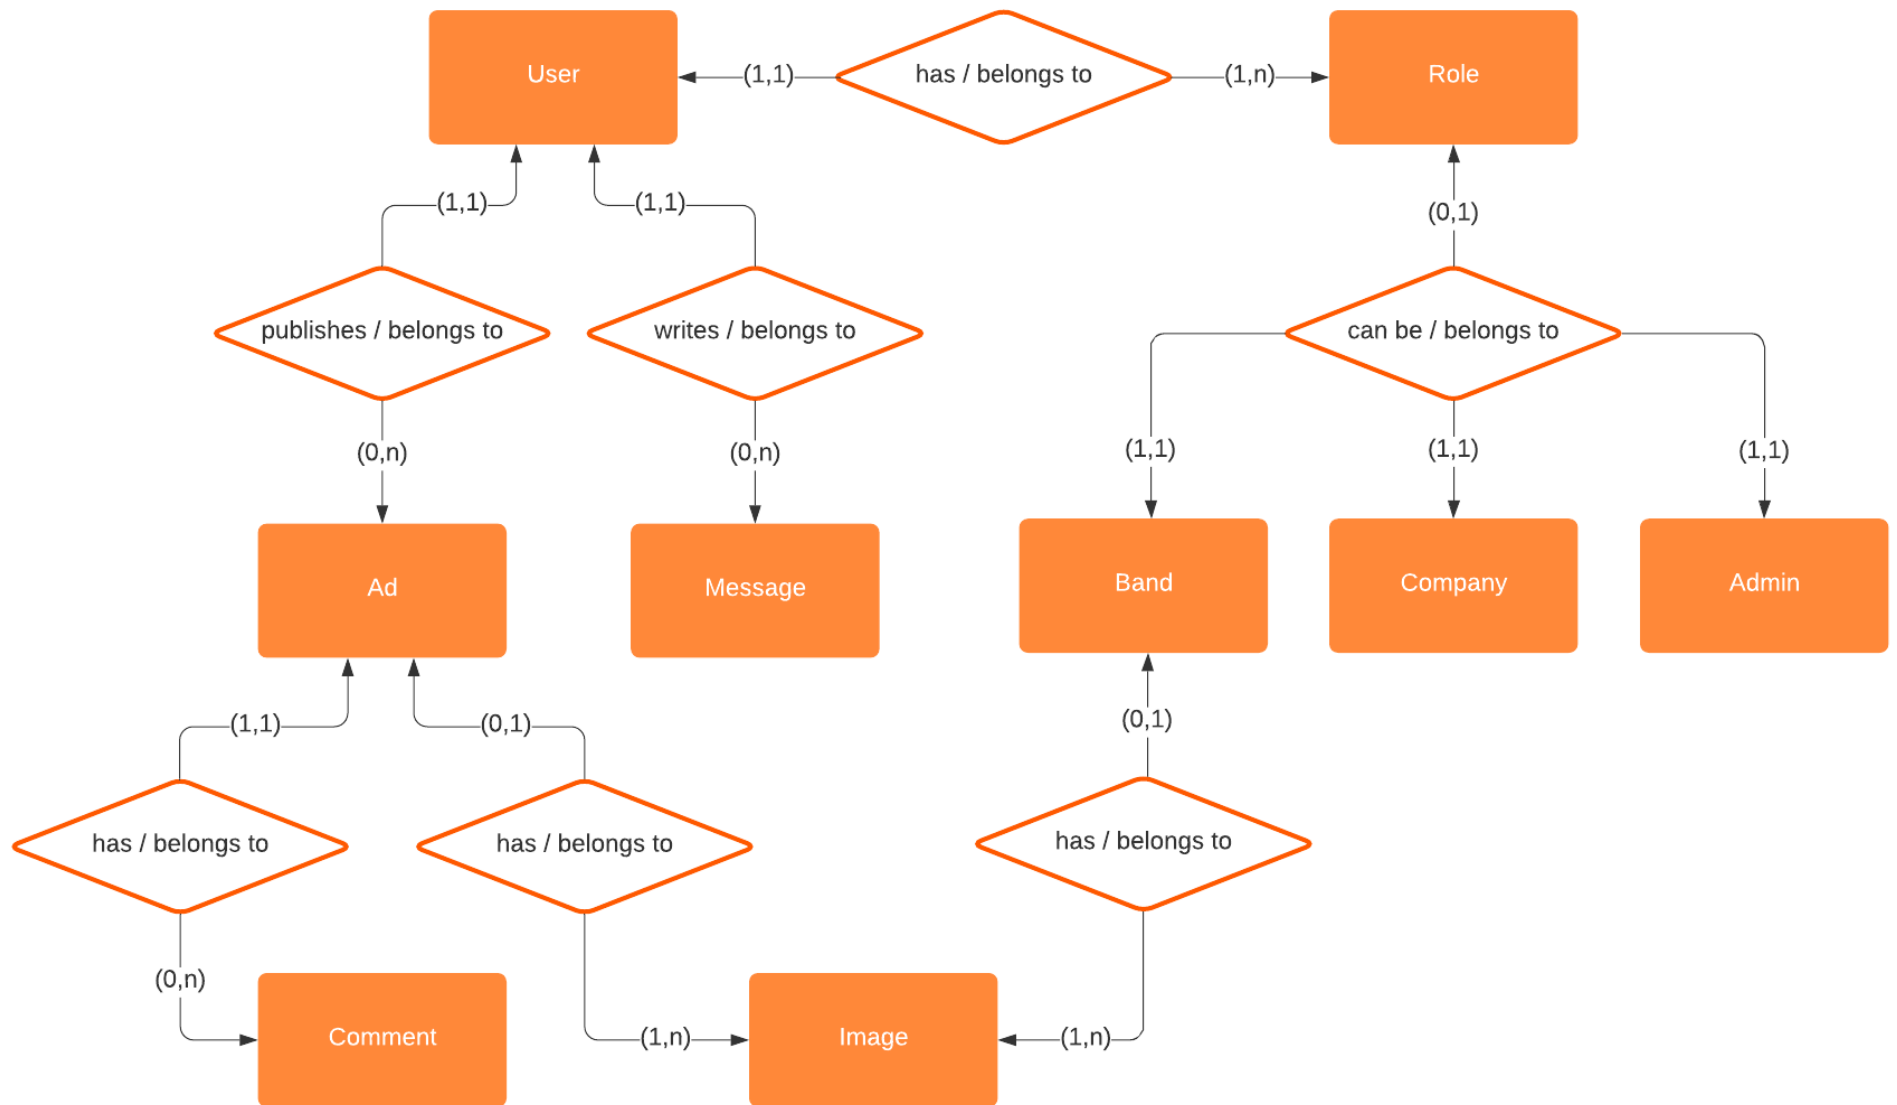 User
(1,1)
has / belongs to
(1,n)
Role
(1,1)
(1,1)
(0,1)
publishes / belongs to
writes / belongs to
can be / belongs to
(0,n)
(0,n)
(1,1)
(1,1)
(1,1)
Ad
Message
Band
Company
Admin
(1,1)
(0,1)
(0,1)
has / belongs to
has / belongs to
has / belongs to
(0,n)
Comment
(1,n)
Image
(1,n)